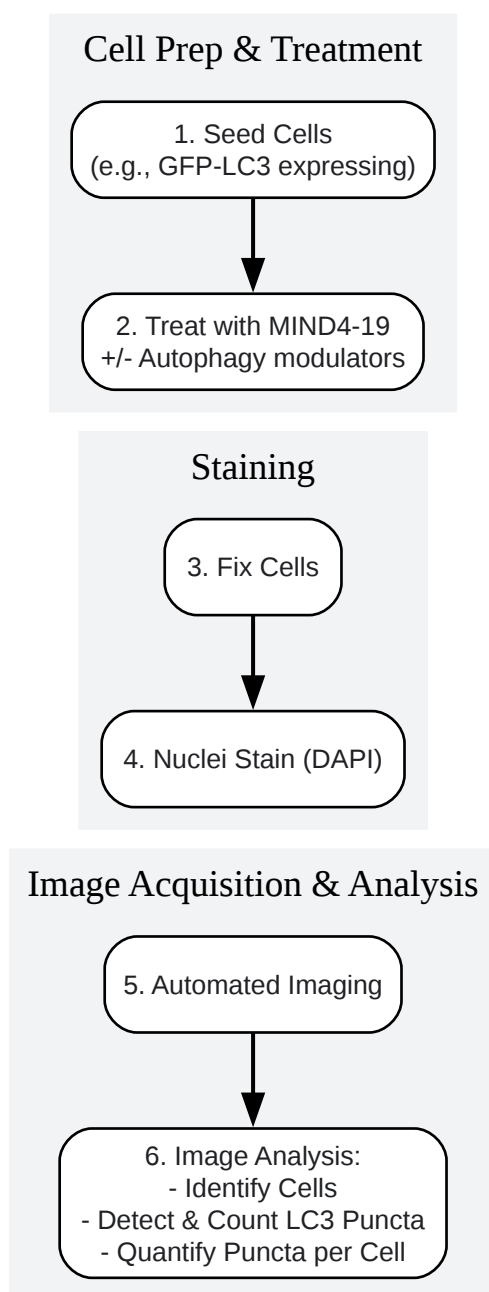 Cell Prep & Treatment
1. Seed Cells
(e.g., GFP-LC3 expressing)
2. Treat with MIND4-19
+/- Autophagy modulators
Staining
3. Fix Cells
4. Nuclei Stain (DAPI)
Image Acquisition & Analysis
5. Automated Imaging
6. Image Analysis:
- Identify Cells
- Detect & Count LC3 Puncta
- Quantify Puncta per Cell